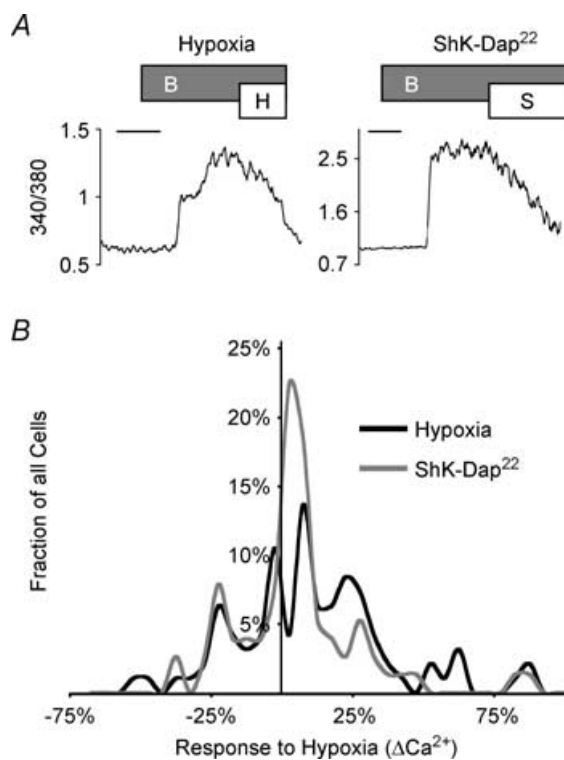 A
Hypoxia
ShK-Dap²²
B
H
B
S
340/380
1.5
1
0.5
2.5
1.6
0.7
B
Fraction of all Cells
25%
20%
15%
10%
5%
Hypoxia
ShK-Dap²²
-75%
-25%
25%
75%
Response to Hypoxia (ΔCa²⁺)